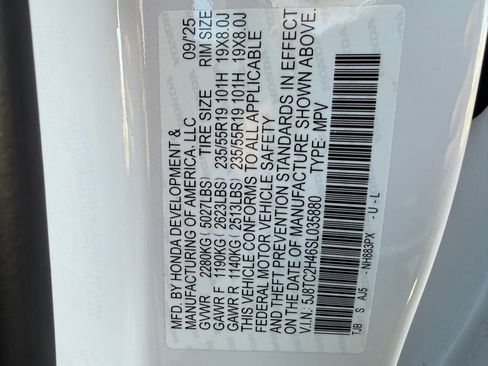 MFD. BY HONDA DEVELOPMENT & 09/'25
MANUFACTURING OF AMERICA, LLC
GVWR 2280KG (5027LBS) TIRE SIZE RIM SIZE
GAWR F 1190KG (2623LBS) 235/55R19 101H 19X8.0J
GAWR R 1140KG (2513LBS) 235/55R19 101H 19X8.0J
THIS VEHICLE CONFORMS TO ALL APPLICABLE
FEDERAL MOTOR VEHICLE SAFETY
AND THEFT PREVENTION STANDARDS IN EFFECT
ON THE DATE OF MANUFACTURE SHOWN ABOVE.
V.I.N: 5J8TC2H46SL035880 TYPE: MPV
TJB S AJ5 -NH883PX - U - L